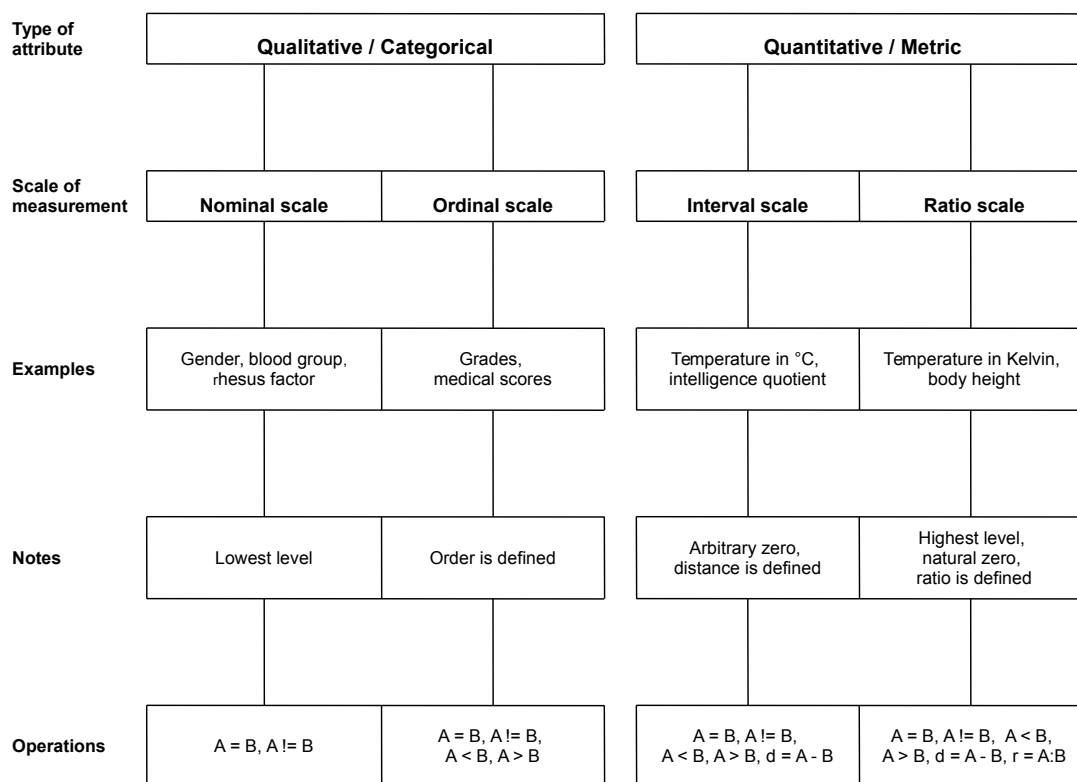 Type of
attribute
Qualitative / Categorical
Quantitative / Metric
Scale of
measurement
Nominal scale
Ordinal scale
Interval scale
Ratio scale
Examples
Gender, blood group,
rhesus factor
Grades,
medical scores
Temperature in °C,
intelligence quotient
Temperature in Kelvin,
body height
Notes
Lowest level
Order is defined
Arbitrary zero,
distance is defined
Highest level,
natural zero,
ratio is defined
Operations
A = B, A != B
A = B, A != B,
A < B, A > B
A = B, A != B,
A < B, A > B, d = A - B
A = B, A != B, A < B,
A > B, d = A - B, r = A:B